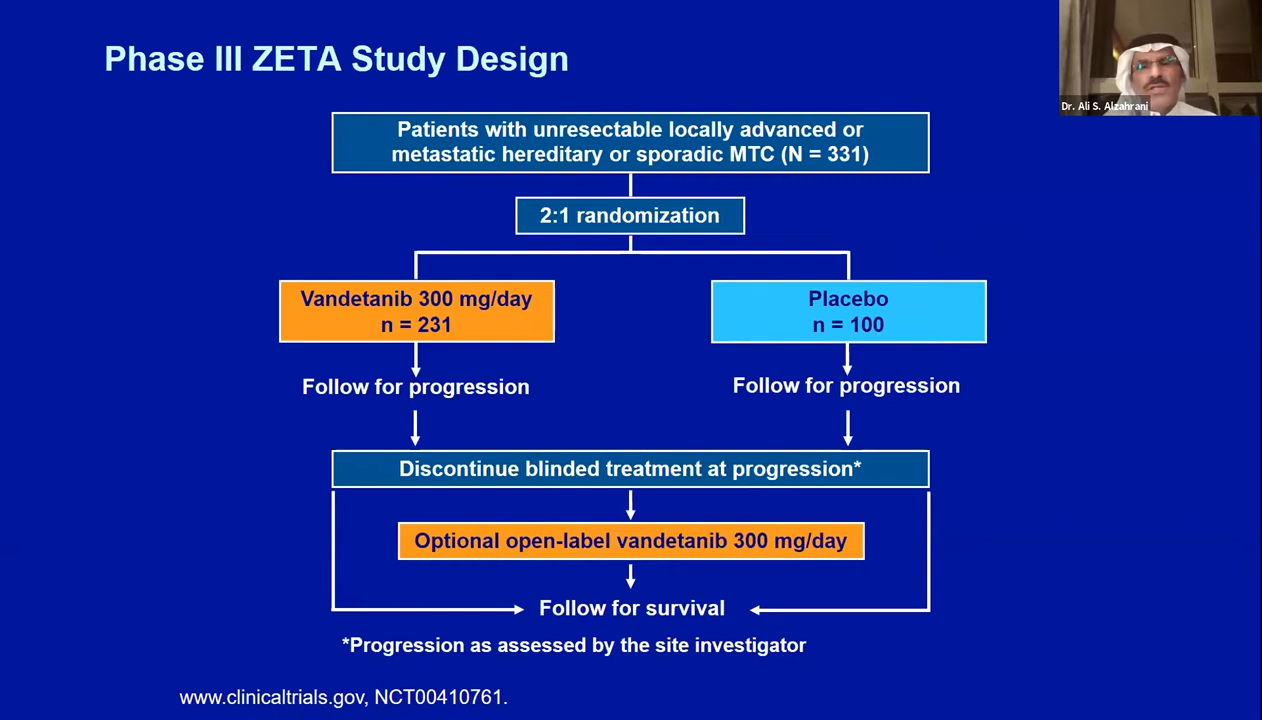 Phase III ZETA Study Design
Dr. Ali S. Alzahrani
Patients with unresectable locally advanced or
metastatic hereditary or sporadic MTC (N = 331)
2:1 randomization
Vandetanib 300 mg/day
n = 231
Placebo
n = 100
Follow for progression
Follow for progression
Discontinue blinded treatment at progression*
Optional open-label vandetanib 300 mg/day
Follow for survival
*Progression as assessed by the site investigator
www.clinicaltrials.gov, NCT00410761.